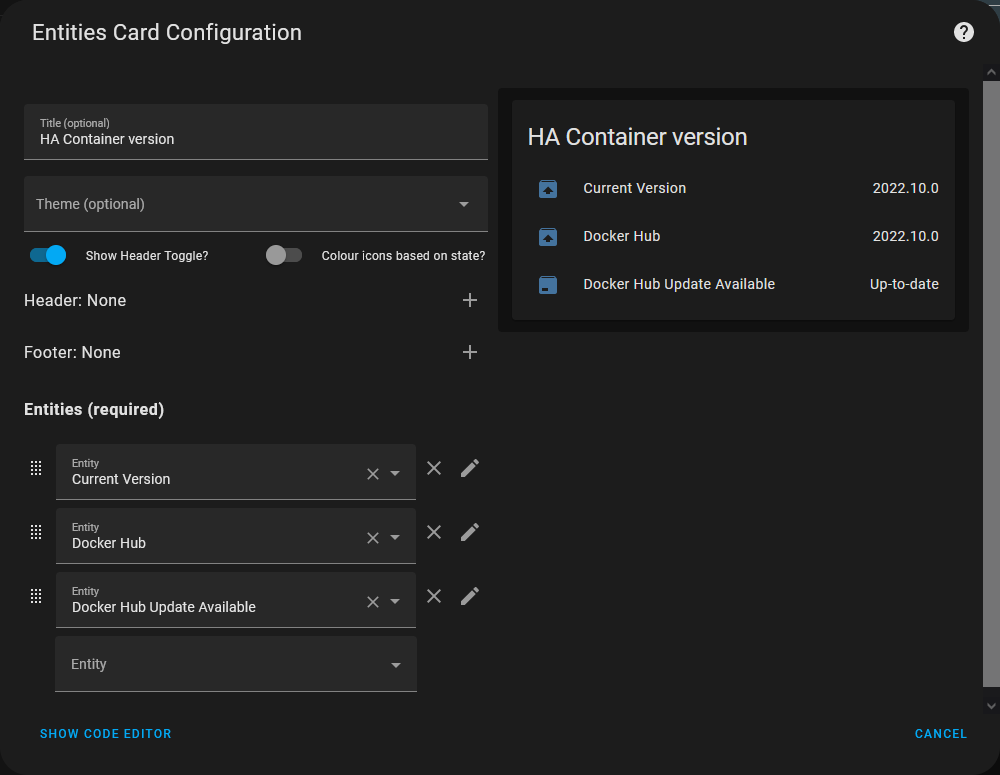 Entities Card Configuration
Title (optional)
HA Container version
Theme (optional)
Show Header Toggle?
Colour icons based on state?
Header: None
Footer: None
Entities (required)
Entity
Current Version
Entity
Docker Hub
Entity
Docker Hub Update Available
Entity
HA Container version
Current Version 2022.10.0
Docker Hub 2022.10.0
Docker Hub Update Available Up-to-date
SHOW CODE EDITOR
CANCEL